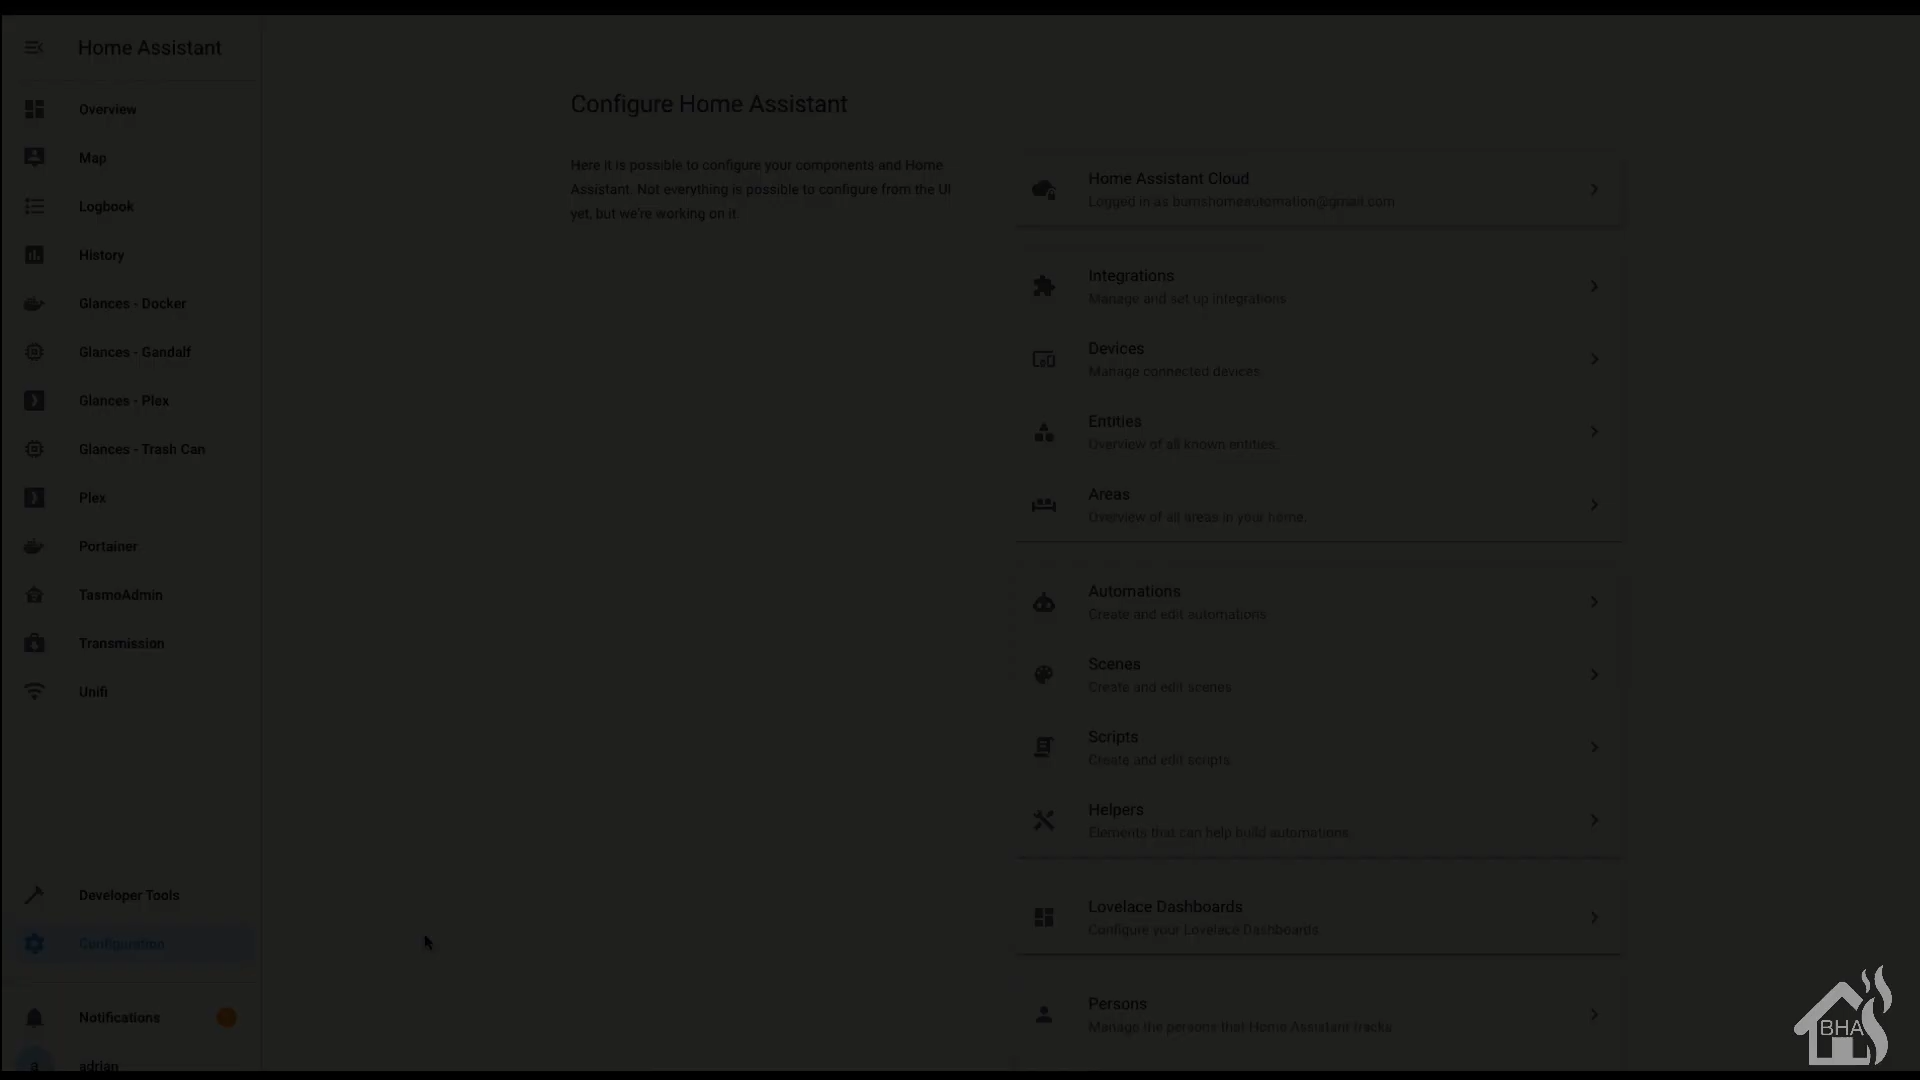 Home Assistant
Overview
Map
Logbook
History
Glances - Docker
Glances - Gandalf
Glances - Plex
Glances - Trash Can
Plex
Portainer
TasmoAdmin
Transmission
Unifi
Developer Tools
Configuration
Notifications
a
adrian
Configure Home Assistant
Here it is possible to configure your components and Home
Assistant. Not everything is possible to configure from the UI
yet, but we're working on it.
Home Assistant Cloud
Logged in as burnshomeautomation@gmail.com
Integrations
Manage and set up integrations
Devices
Manage connected devices
Entities
Overview of all known entities.
Areas
Overview of all areas in your home.
Automations
Create and edit automations
Scenes
Create and edit scenes
Scripts
Create and edit scripts
Helpers
Elements that can help build automations.
Lovelace Dashboards
Configure your Lovelace Dashboards
Persons
Manage the persons that Home Assistant tracks.
BHA